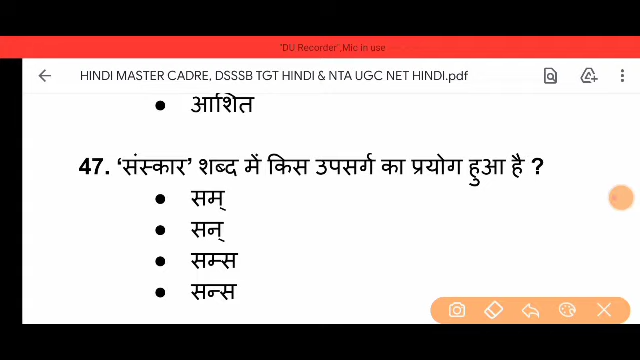 "DU Recorder",Mic in use
HINDI MASTER CADRE, DSSSB TGT HINDI & NTA UGC NET HINDI.pdf
● आशित
47. ‘संस्कार’ शब्द में किस उपसर्ग का प्रयोग हुआ है ?
● सम्
● सन्
● सम्स
● सन्स